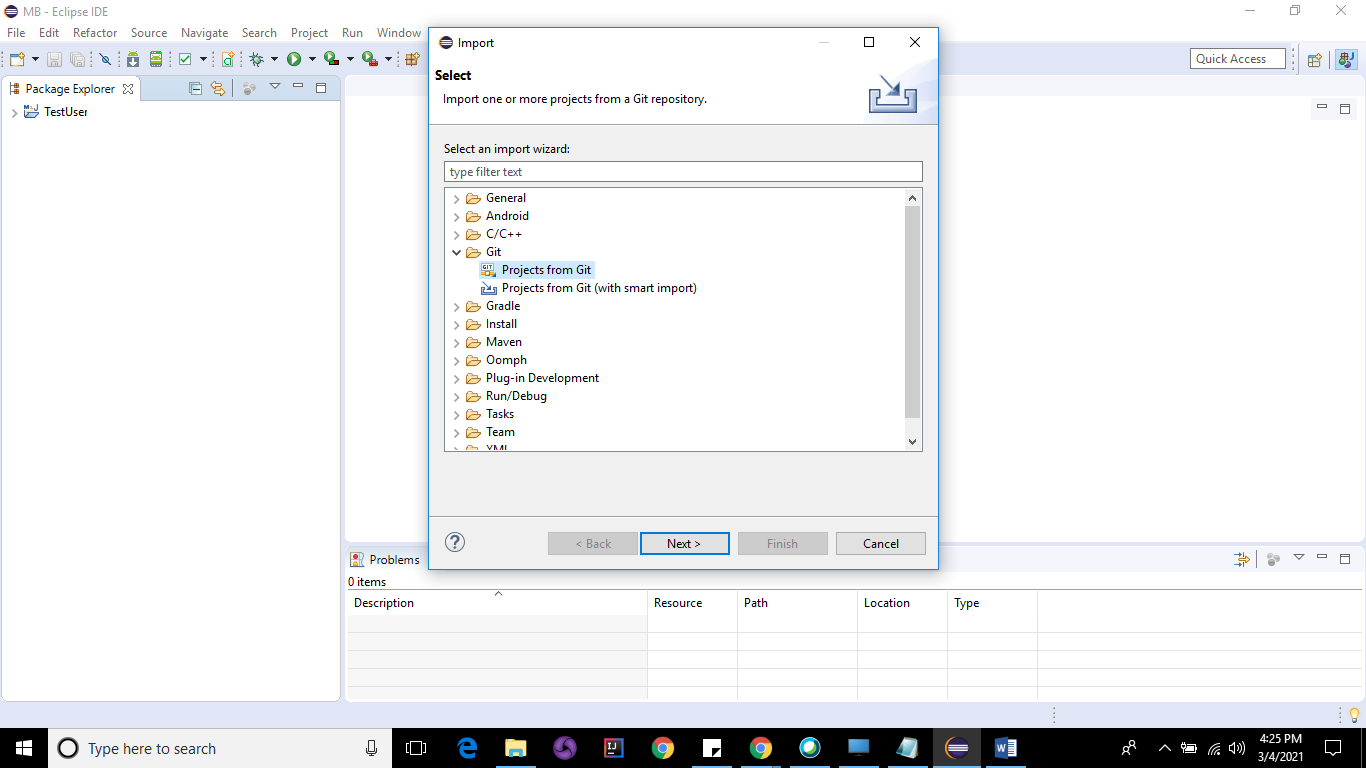 MB - Eclipse IDE
File Edit Refactor Source Navigate Search Project Run Window
Quick Access
Package Explorer
TestUser
Import
Select
Import one or more projects from a Git repository.
Select an import wizard:
type filter text
General
Android
C/C++
Git
GIT
Projects from Git
Projects from Git (with smart import)
Gradle
Install
Maven
Oomph
Plug-in Development
Run/Debug
Tasks
Team
XML
?
< Back
Next >
Finish
Cancel
Problems
0 items
Description Resource Path Location Type
Type here to search
IJ
W
4:25 PM
3/4/2021